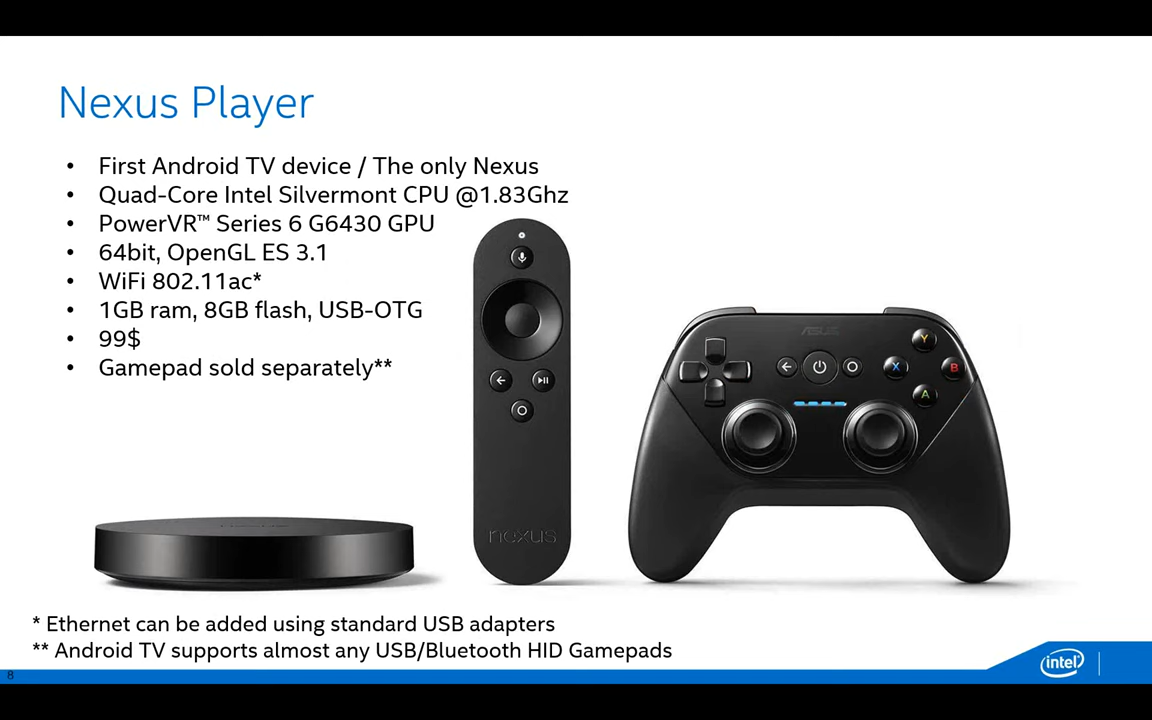 Nexus Player
• First Android TV device / The only Nexus
• Quad-Core Intel Silvermont CPU @1.83Ghz
• PowerVR™ Series 6 G6430 GPU
• 64bit, OpenGL ES 3.1
• WiFi 802.11ac*
• 1GB ram, 8GB flash, USB-OTG
• 99$
• Gamepad sold separately**
ASUS
Y
X
B
A
nexus
* Ethernet can be added using standard USB adapters
** Android TV supports almost any USB/Bluetooth HID Gamepads
8
intel